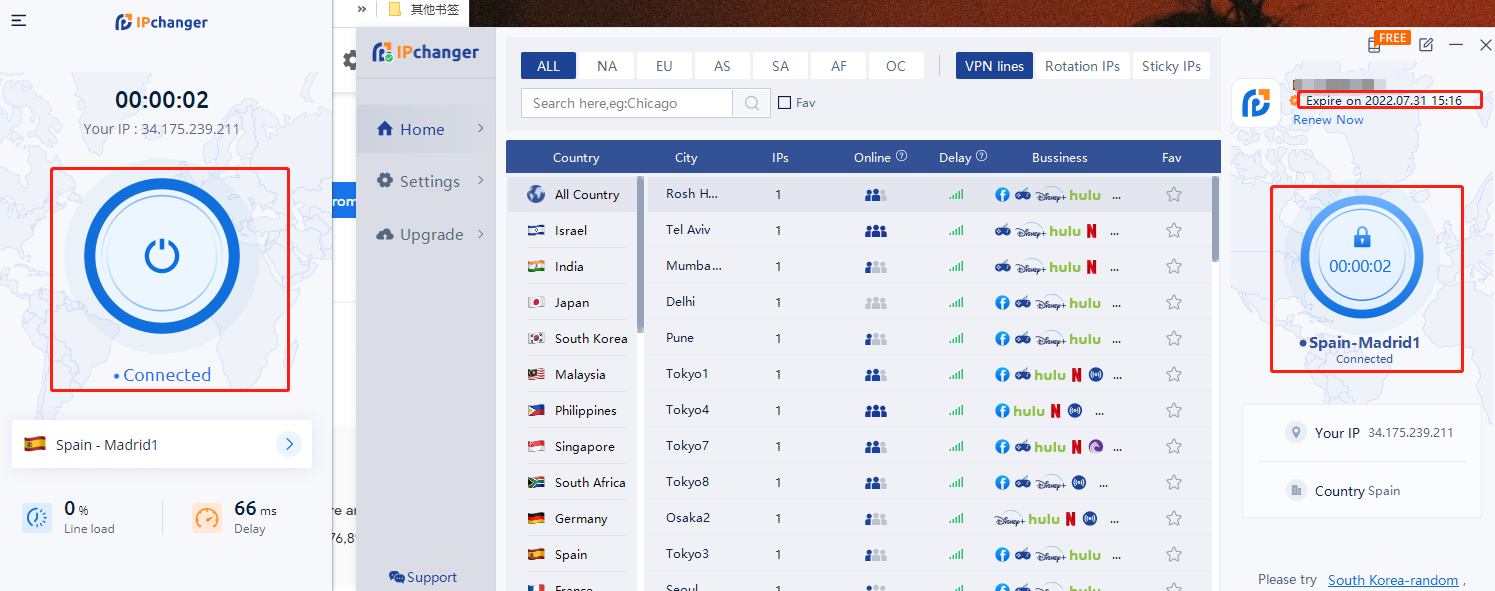 IPchanger
00:00:02
Your IP : 34.175.239.211
Connected
Spain - Madrid1
0 %
Line load
66 ms
Delay
»
其他书签
rom
re an
IPchanger
Home
Settings
Upgrade
Support
ALL NA EU AS SA AF OC VPN lines Rotation IPs Sticky IPs
Search here,eg:Chicago Fav
Country City IPs Online Delay Bussiness Fav
All Country Rosh H... 1 Disney+ hulu ...
Israel Tel Aviv 1 Disney+ hulu N ...
India Mumba... 1 Disney+ hulu N ...
Japan Delhi 1 Disney+ hulu ...
South Korea Pune 1 Disney+ hulu ...
Malaysia Tokyo1 1 hulu N ...
Philippines Tokyo4 1 hulu N ...
Singapore Tokyo7 1 hulu N ...
South Africa Tokyo8 1 Disney+ ...
Germany Osaka2 1 Disney+ hulu N ...
Spain Tokyo3 1 Disney+ hulu ...
France Seoul
FREE
Expire on 2022.07.31 15:16
Renew Now
00:00:02
Spain-Madrid1
Connected
Your IP 34.175.239.211
Country Spain
Please try South Korea-random ,